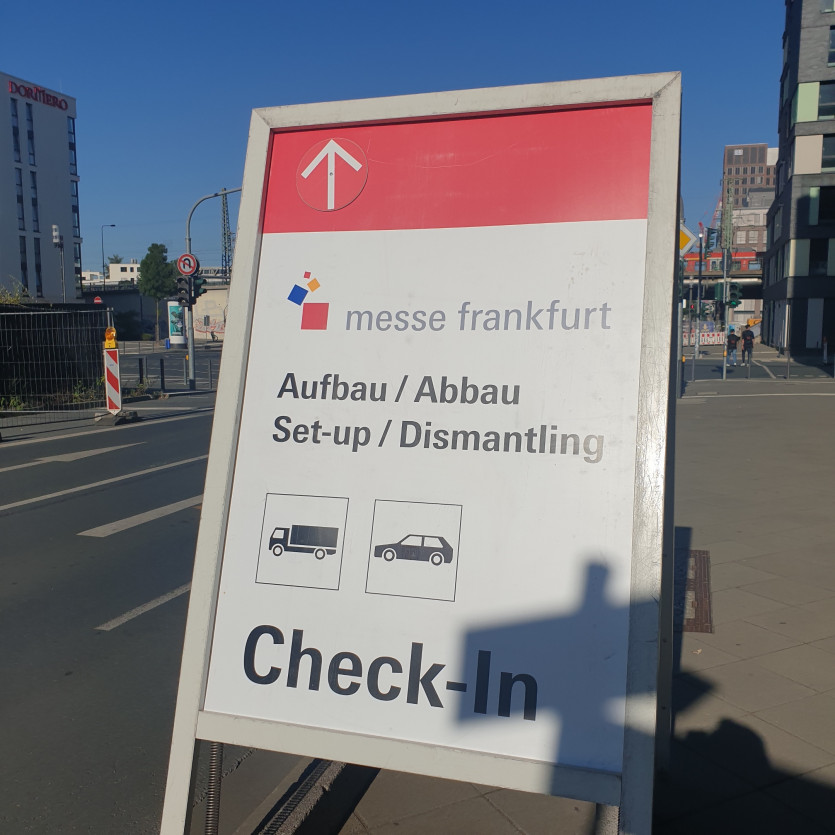 DORMERO
messe frankfurt
Aufbau / Abbau
Set-up / Dismantling
Check-In